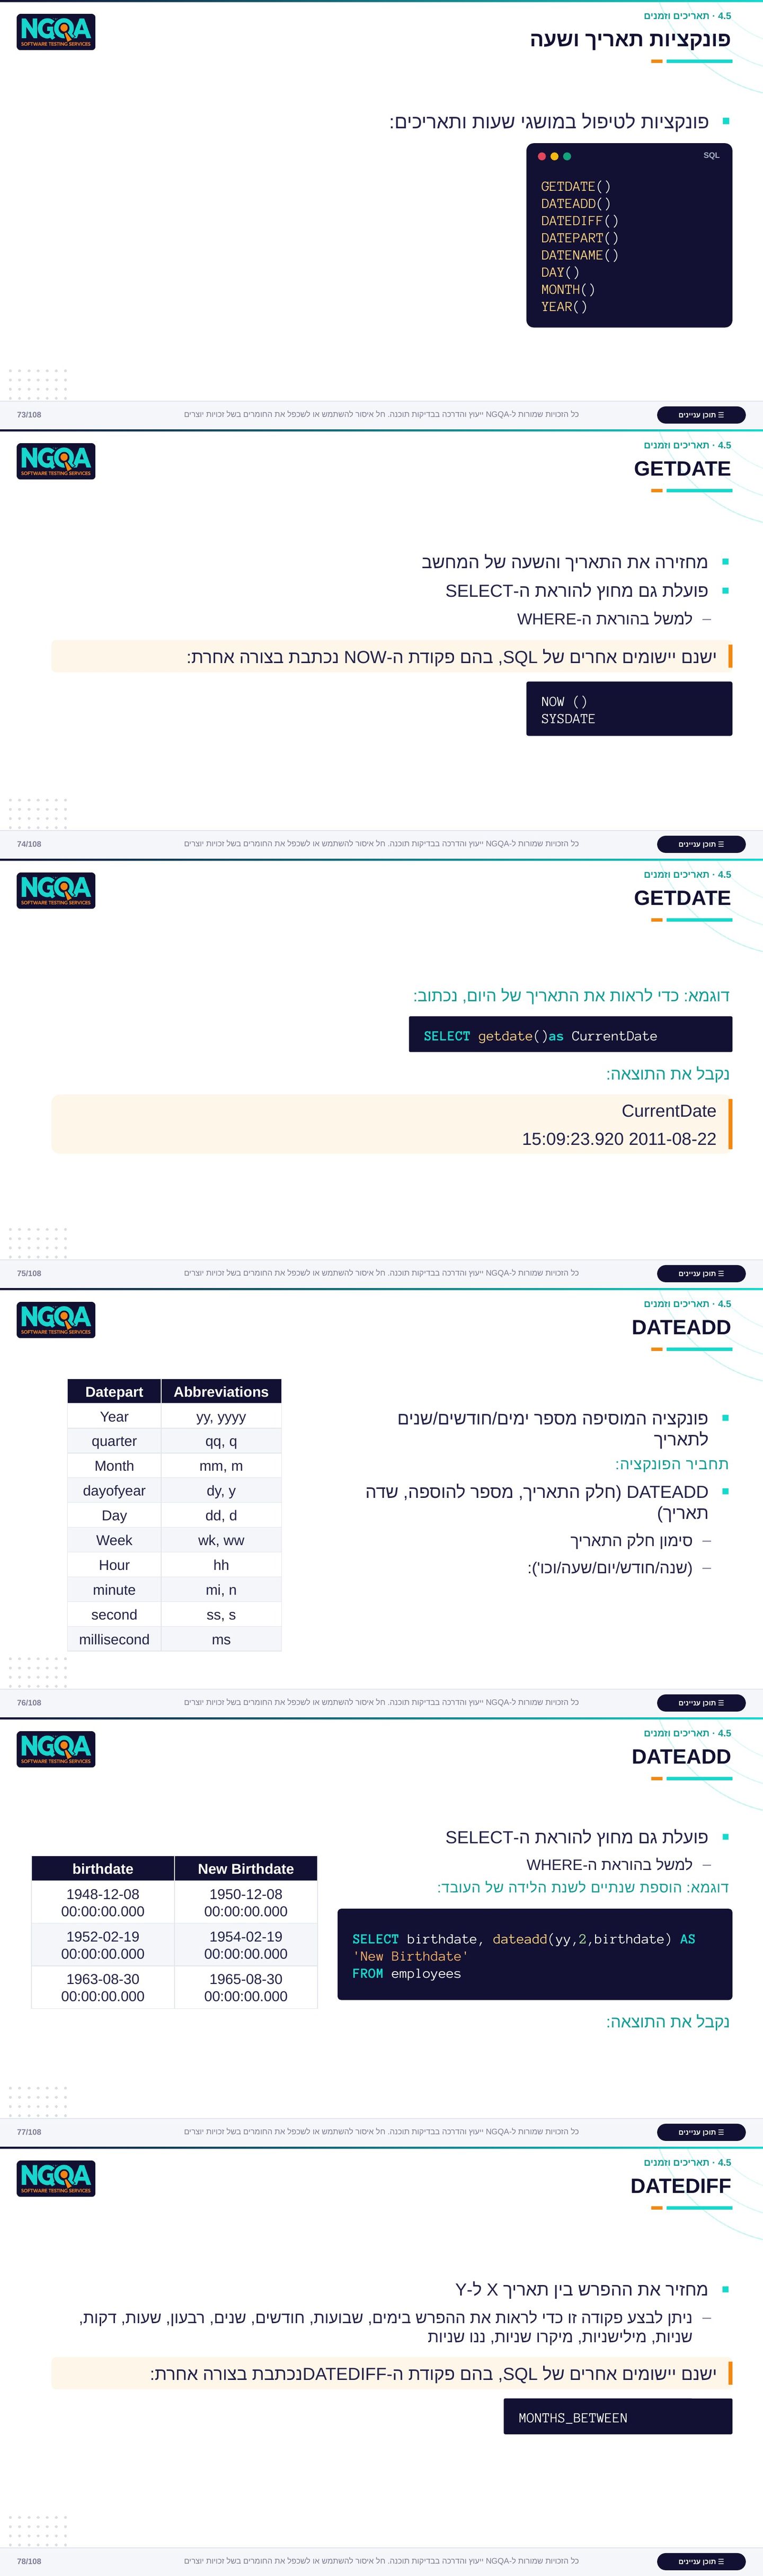 4.5 · תאריכים וזמנים
פונקציות תאריך ושעה
NGQA
SOFTWARE TESTING SERVICES
פונקציות לטיפול במושגי שעות ותאריכים:
SQL
GETDATE()
DATEADD()
DATEDIFF()
DATEPART()
DATENAME()
DAY()
MONTH()
YEAR()
☰ תוכן עניינים
כל הזכויות שמורות ל-NGQA ייעוץ והדרכה בבדיקות תוכנה. חל איסור להשתמש או לשכפל את החומרים בשל זכויות יוצרים
73/108
4.5 · תאריכים וזמנים
GETDATE
NGQA
SOFTWARE TESTING SERVICES
מחזירה את התאריך והשעה של המחשב
פועלת גם מחוץ להוראת ה-SELECT
– למשל בהוראת ה-WHERE
ישנם יישומים אחרים של SQL, בהם פקודת ה-NOW נכתבת בצורה אחרת:
NOW ()
SYSDATE
☰ תוכן עניינים
כל הזכויות שמורות ל-NGQA ייעוץ והדרכה בבדיקות תוכנה. חל איסור להשתמש או לשכפל את החומרים בשל זכויות יוצרים
74/108
4.5 · תאריכים וזמנים
GETDATE
NGQA
SOFTWARE TESTING SERVICES
דוגמא: כדי לראות את התאריך של היום, נכתוב:
SELECT getdate()as CurrentDate
נקבל את התוצאה:
CurrentDate
15:09:23.920 2011-08-22
☰ תוכן עניינים
כל הזכויות שמורות ל-NGQA ייעוץ והדרכה בבדיקות תוכנה. חל איסור להשתמש או לשכפל את החומרים בשל זכויות יוצרים
75/108
4.5 · תאריכים וזמנים
DATEADD
NGQA
SOFTWARE TESTING SERVICES
פונקציה המוסיפה מספר ימים/חודשים/שנים
לתאריך
תחביר הפונקציה:
DATEADD (חלק התאריך, מספר להוספה, שדה
תאריך)
– סימון חלק התאריך
– (שנה/חודש/יום/שעה/וכו'):
Datepart Abbreviations
Year yy, yyyy
quarter qq, q
Month mm, m
dayofyear dy, y
Day dd, d
Week wk, ww
Hour hh
minute mi, n
second ss, s
millisecond ms
☰ תוכן עניינים
כל הזכויות שמורות ל-NGQA ייעוץ והדרכה בבדיקות תוכנה. חל איסור להשתמש או לשכפל את החומרים בשל זכויות יוצרים
76/108
4.5 · תאריכים וזמנים
DATEADD
NGQA
SOFTWARE TESTING SERVICES
פועלת גם מחוץ להוראת ה-SELECT
– למשל בהוראת ה-WHERE
דוגמא: הוספת שנתיים לשנת הלידה של העובד:
SELECT birthdate, dateadd(yy,2,birthdate) AS
'New Birthdate'
FROM employees
נקבל את התוצאה:
birthdate New Birthdate
1948-12-08 1950-12-08
00:00:00.000 00:00:00.000
1952-02-19 1954-02-19
00:00:00.000 00:00:00.000
1963-08-30 1965-08-30
00:00:00.000 00:00:00.000
☰ תוכן עניינים
כל הזכויות שמורות ל-NGQA ייעוץ והדרכה בבדיקות תוכנה. חל איסור להשתמש או לשכפל את החומרים בשל זכויות יוצרים
77/108
4.5 · תאריכים וזמנים
DATEDIFF
NGQA
SOFTWARE TESTING SERVICES
מחזיר את ההפרש בין תאריך X ל-Y
– ניתן לבצע פקודה זו כדי לראות את ההפרש בימים, שבועות, חודשים, שנים, רבעון, שעות, דקות,
שניות, מילישניות, מיקרו שניות, ננו שניות
ישנם יישומים אחרים של SQL, בהם פקודת ה-DATEDIFFנכתבת בצורה אחרת:
MONTHS_BETWEEN
☰ תוכן עניינים
כל הזכויות שמורות ל-NGQA ייעוץ והדרכה בבדיקות תוכנה. חל איסור להשתמש או לשכפל את החומרים בשל זכויות יוצרים
78/108